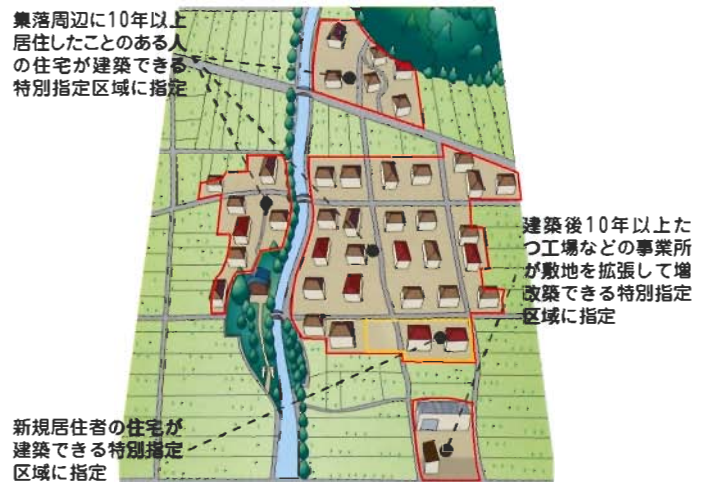 集落周辺に10年以上
居住したことのある人
の住宅が建築できる
特別指定区域に指定
建築後10年以上た
つ工場などの事業所
が敷地を拡張して増
改築できる特別指定
区域に指定
新規居住者の住宅が
建築できる特別指定
区域に指定